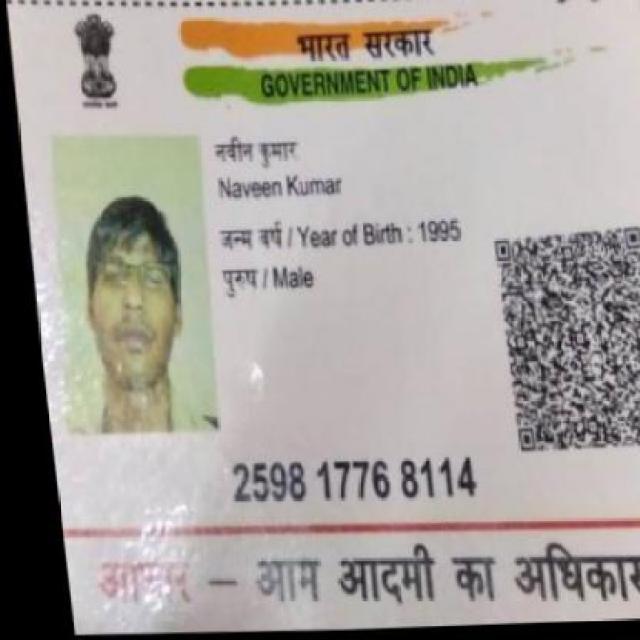 भारत सरकार
GOVERNMENT OF INDIA
नवीन कुमार
Naveen Kumar
जन्म वर्ष / Year of Birth : 1995
पुरुष / Male
2598 1776 8114
आधार – आम आदमी का अधिकार